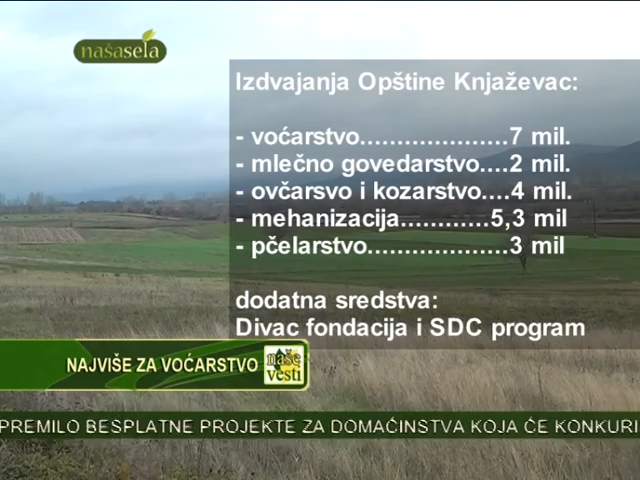 našasela
Izdvajanja Opštine Knjaževac:
- voćarstvo....................7 mil.
- mlečno govedarstvo....2 mil.
- ovčarsvo i kozarstvo....4 mil.
- mehanizacija............5,3 mil
- pčelarstvo...................3 mil
dodatna sredstva:
Divac fondacija i SDC program
NAJVIŠE ZA VOĆARSTVO
naše
vesti
PREMILO BESPLATNE PROJEKTE ZA DOMAĆINSTVA KOJA ĆE KONKURI